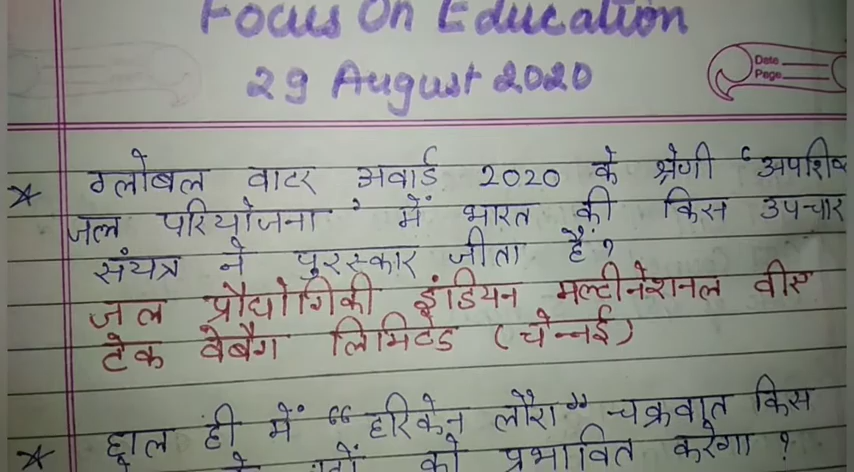 Focus On Education
29 August 2020
Date
Page
ग्लोबल वाटर अवार्ड 2020 के श्रेणी ‘अपशिष
जल परियोजना’ में भारत की किस उपचार
संयत्र ने पुरस्कार जीता है?
जल प्रौद्योगिकी इंडियन मल्टीनेशनल वीए
टेक वेबैग लिमिटेड (चेन्नई)
हाल ही में “हरिकेन लौरा” चक्रवात किस
को प्रभावित करेगा ?